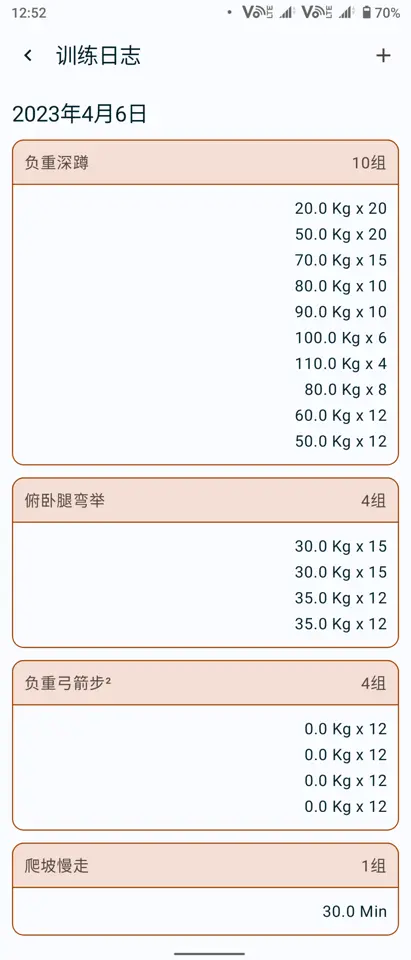 12:52
70%
训练日志
2023年4月6日
负重深蹲 10组
20.0 Kg x 20
50.0 Kg x 20
70.0 Kg x 15
80.0 Kg x 10
90.0 Kg x 10
100.0 Kg x 6
110.0 Kg x 4
80.0 Kg x 8
60.0 Kg x 12
50.0 Kg x 12
俯卧腿弯举 4组
30.0 Kg x 15
30.0 Kg x 15
35.0 Kg x 12
35.0 Kg x 12
负重弓箭步² 4组
0.0 Kg x 12
0.0 Kg x 12
0.0 Kg x 12
0.0 Kg x 12
爬坡慢走 1组
30.0 Min